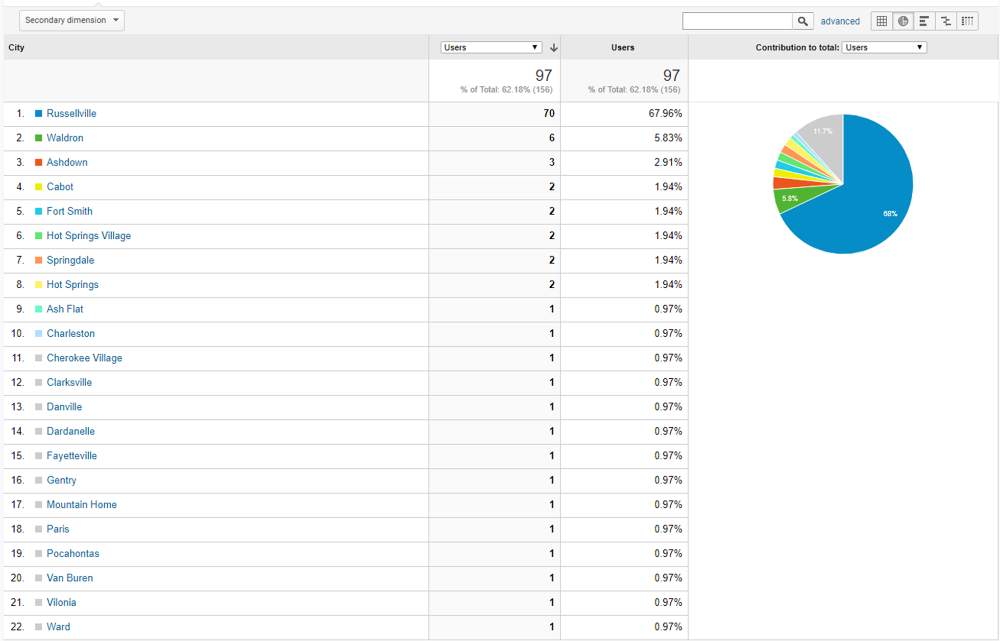 Secondary dimension
advanced
City Users Users Contribution to total: Users
97 97
% of Total: 62.18% (156) % of Total: 62.18% (156)
1. Russellville 70 67.96%
2. Waldron 6 5.83%
3. Ashdown 3 2.91%
4. Cabot 2 1.94%
5. Fort Smith 2 1.94%
6. Hot Springs Village 2 1.94%
7. Springdale 2 1.94%
8. Hot Springs 2 1.94%
9. Ash Flat 1 0.97%
10. Charleston 1 0.97%
11. Cherokee Village 1 0.97%
12. Clarksville 1 0.97%
13. Danville 1 0.97%
14. Dardanelle 1 0.97%
15. Fayetteville 1 0.97%
16. Gentry 1 0.97%
17. Mountain Home 1 0.97%
18. Paris 1 0.97%
19. Pocahontas 1 0.97%
20. Van Buren 1 0.97%
21. Vilonia 1 0.97%
22. Ward 1 0.97%
11.7%
5.8%
68%